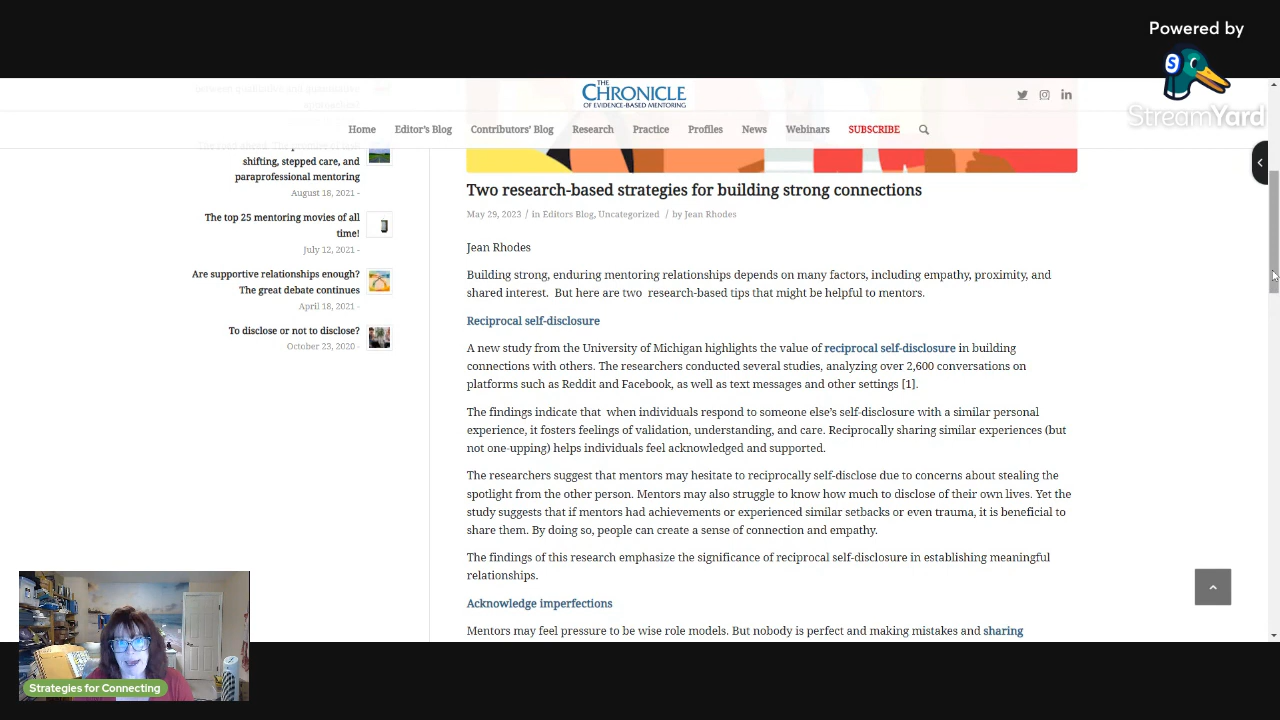 Powered by
StreamYard
THE
CHRONICLE
OF EVIDENCE-BASED MENTORING
Home
Editor's Blog
Contributors' Blog
Research
Practice
Profiles
News
Webinars
SUBSCRIBE
shifting, stepped care, and
paraprofessional mentoring
August 18, 2021 -
The top 25 mentoring movies of all
time!
July 12, 2021 -
Are supportive relationships enough?
The great debate continues
April 18, 2021 -
To disclose or not to disclose?
October 23, 2020 -
Two research-based strategies for building strong connections
May 29, 2023 / in Editors Blog, Uncategorized / by Jean Rhodes
Jean Rhodes
Building strong, enduring mentoring relationships depends on many factors, including empathy, proximity, and
shared interest. But here are two research-based tips that might be helpful to mentors.
Reciprocal self-disclosure
A new study from the University of Michigan highlights the value of reciprocal self-disclosure in building
connections with others. The researchers conducted several studies, analyzing over 2,600 conversations on
platforms such as Reddit and Facebook, as well as text messages and other settings [1].
The findings indicate that when individuals respond to someone else's self-disclosure with a similar personal
experience, it fosters feelings of validation, understanding, and care. Reciprocally sharing similar experiences (but
not one-upping) helps individuals feel acknowledged and supported.
The researchers suggest that mentors may hesitate to reciprocally self-disclose due to concerns about stealing the
spotlight from the other person. Mentors may also struggle to know how much to disclose of their own lives. Yet the
study suggests that if mentors had achievements or experienced similar setbacks or even trauma, it is beneficial to
share them. By doing so, people can create a sense of connection and empathy.
The findings of this research emphasize the significance of reciprocal self-disclosure in establishing meaningful
relationships.
Acknowledge imperfections
Mentors may feel pressure to be wise role models. But nobody is perfect and making mistakes and sharing
Strategies for Connecting